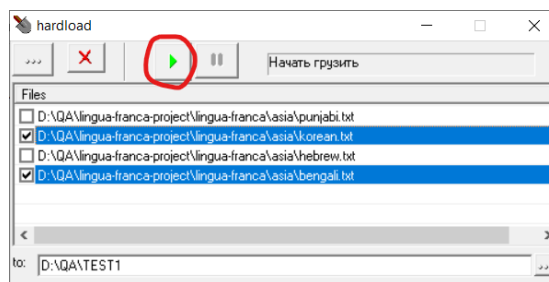 hardload
...
Начать грузить
Files
D:\QA\lingua-franca-project\lingua-franca\asia\punjabi.txt
D:\QA\lingua-franca-project\lingua-franca\asia\korean.txt
D:\QA\lingua-franca-project\lingua-franca\asia\hebrew.txt
D:\QA\lingua-franca-project\lingua-franca\asia\bengali.txt
to: D:\QA\TEST1 ...